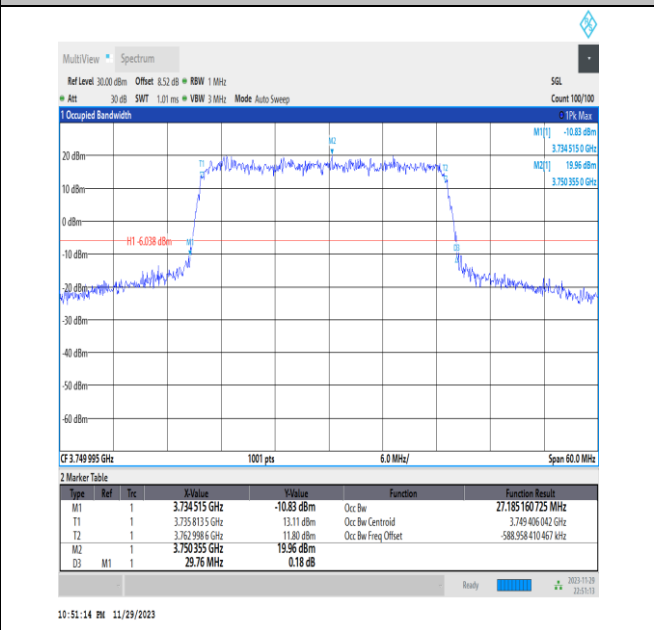 MultiView Spectrum
Ref Level 30.00 dBm Offset 8.52 dB RBW 1 MHz SGL
Att 30 dB SWT 1.01 ms VBW 3 MHz Mode Auto Sweep Count 100/100
1 Occupied Bandwidth 1Pk Max
M1[1] -10.83 dBm
3.734 515 0 GHz
M2[1] 19.96 dBm
3.750 355 0 GHz
M2
20 dBm
T1 T2
10 dBm
0 dBm
H1 -6.038 dBm M1
D3
-10 dBm
-20 dBm
-30 dBm
-40 dBm
-50 dBm
-60 dBm
CF 3.749 995 GHz 1001 pts 6.0 MHz/ Span 60.0 MHz
2 Marker Table
Type Ref Trc X-Value Y-Value Function Function Result
M1 1 3.734 515 GHz -10.83 dBm Occ Bw 27.185 160 725 MHz
T1 1 3.735 813 5 GHz 13.11 dBm Occ Bw Centroid 3.749 406 042 GHz
T2 1 3.762 998 6 GHz 11.80 dBm Occ Bw Freq Offset -588.958 410 467 kHz
M2 1 3.750 355 GHz 19.96 dBm
D3 M1 1 29.76 MHz 0.18 dB
Ready 2023-11-29
22:51:13
10:51:14 PM 11/29/2023